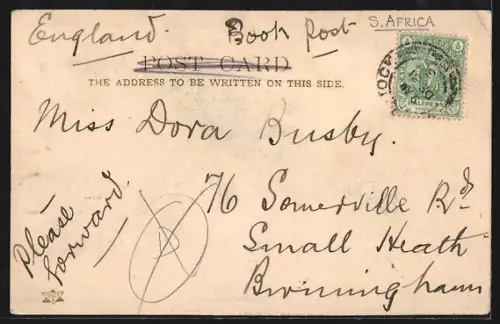 England. Book Post S. AFRICA
POST CARD
THE ADDRESS TO BE WRITTEN ON THIS SIDE.
Miss Dora Busby.
76 Somerville Rd
Small Heath
Birmingham
Please
forward.
R